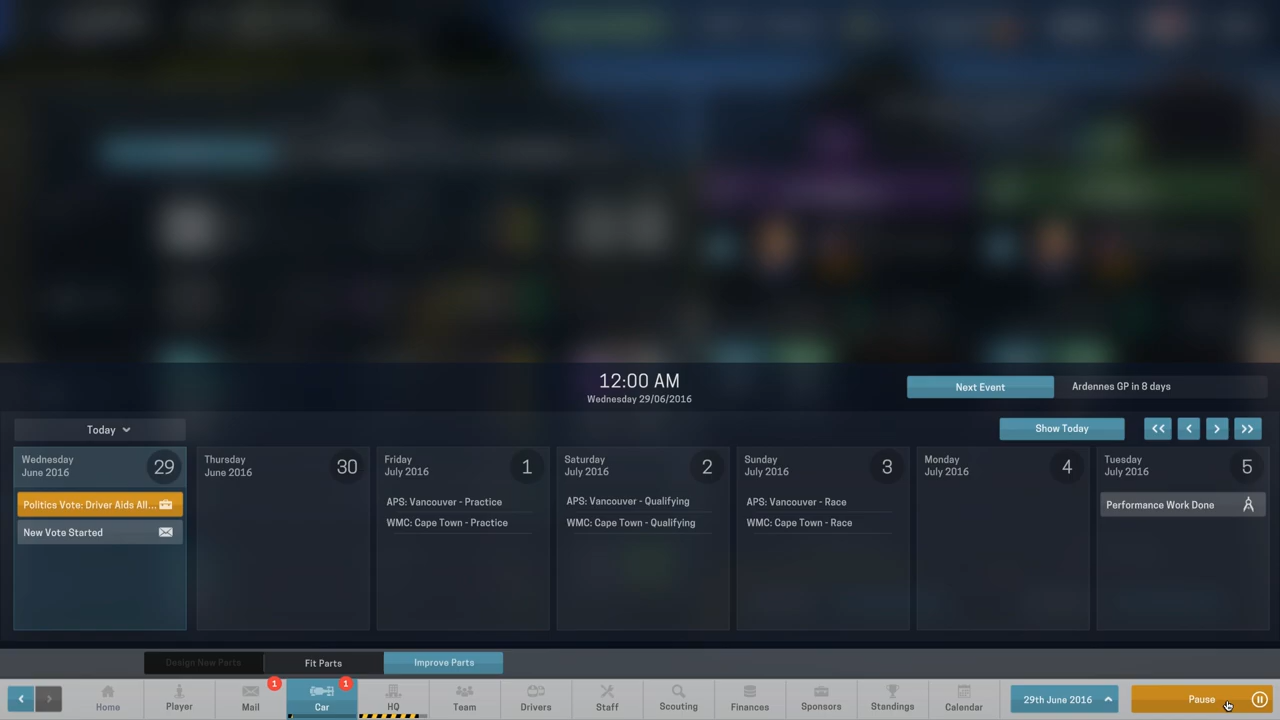 12:00 AM
Wednesday 29/06/2016
Next Event
Ardennes GP in 8 days
Today
Show Today
Wednesday
June 2016
29
Politics Vote: Driver Aids All...
New Vote Started
Thursday
June 2016
30
Friday
July 2016
1
APS: Vancouver - Practice
WMC: Cape Town - Practice
Saturday
July 2016
2
APS: Vancouver - Qualifying
WMC: Cape Town - Qualifying
Sunday
July 2016
3
APS: Vancouver - Race
WMC: Cape Town - Race
Monday
July 2016
4
Tuesday
July 2016
5
Performance Work Done
Design New Parts
Fit Parts
Improve Parts
Home
Player
Mail
1
Car
1
HQ
Team
Drivers
Staff
Scouting
Finances
Sponsors
Standings
Calendar
29th June 2016
Pause